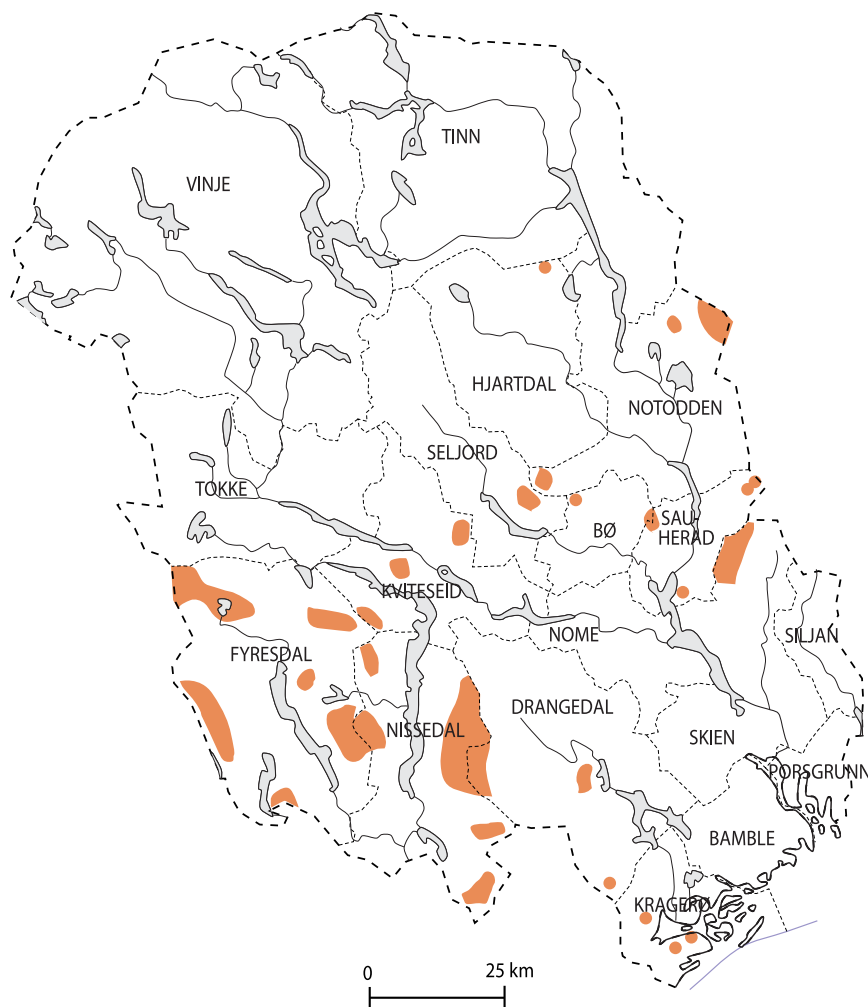 TINN
VINJE
HJARTDAL
NOTODDEN
SELJORD
TOKKE
SAU-
HERAD
BØ
KVITESEID
NOME
SILJAN
FYRESDAL
DRANGEDAL
NISSEDAL
SKIEN
PORSGRUNN
BAMBLE
KRAGERØ
0 25 km